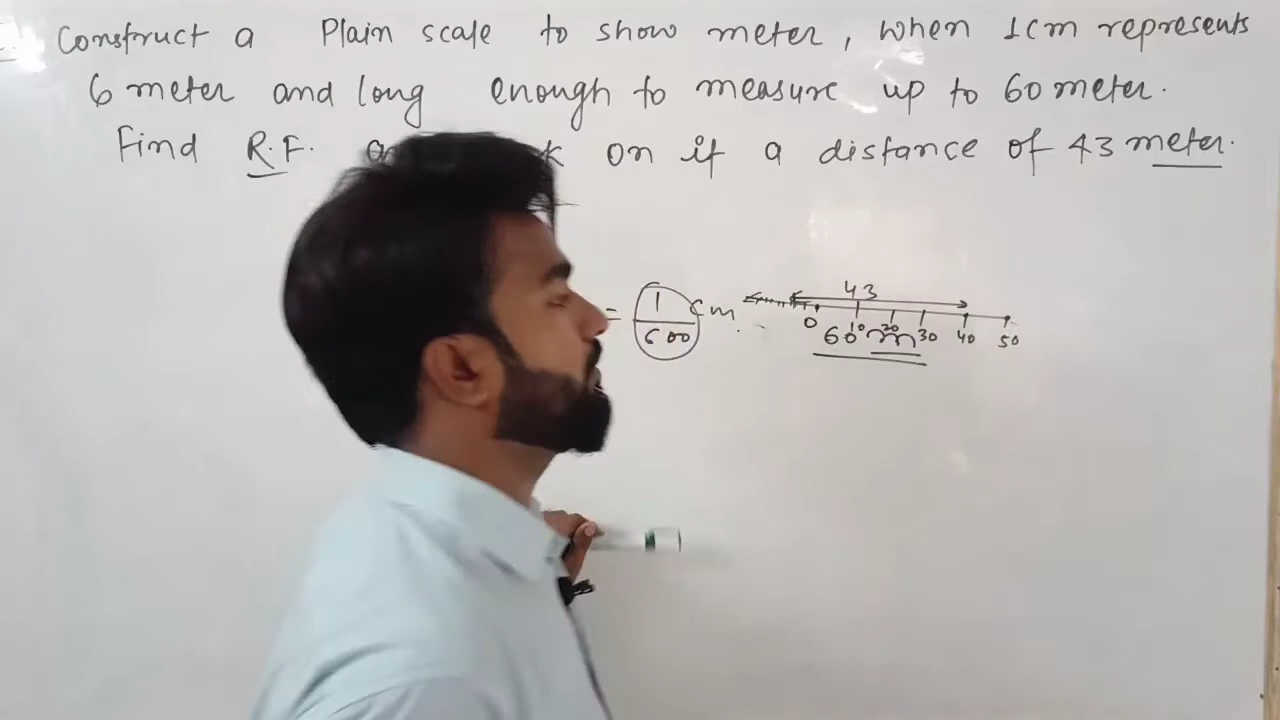 Construct a Plain scale to show meter, when 1cm represents
6 meter and long enough to measure up to 60 meter.
Find R.F. on if a distance of 43 meter.
= 1/600 cm.
43
0 10 20 30 40 50
60 m